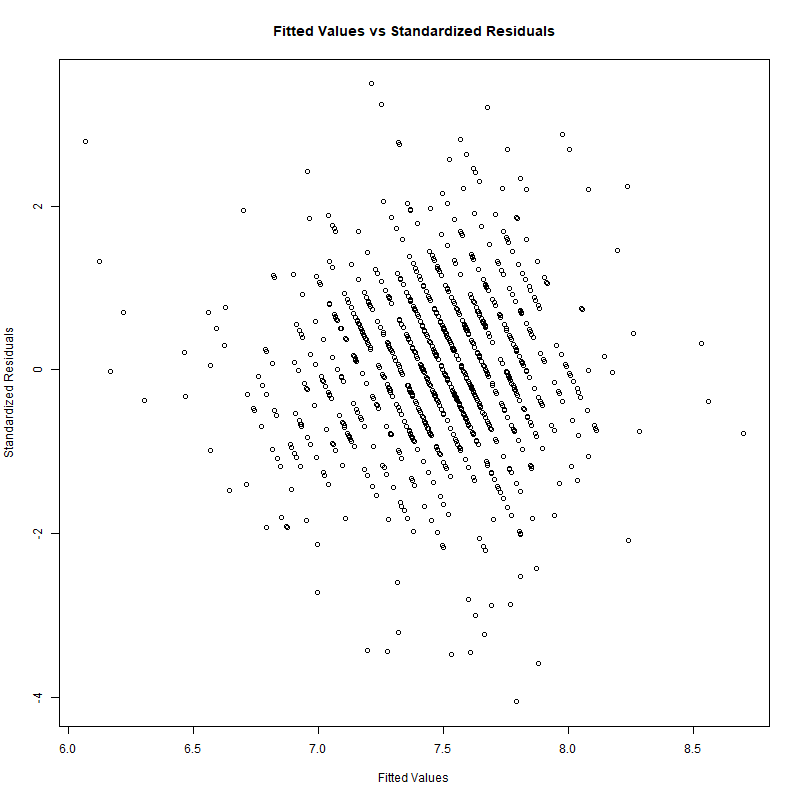 Fitted Values vs Standardized Residuals
Standardized Residuals
2
0
-2
-4
6.0 6.5 7.0 7.5 8.0 8.5
Fitted Values